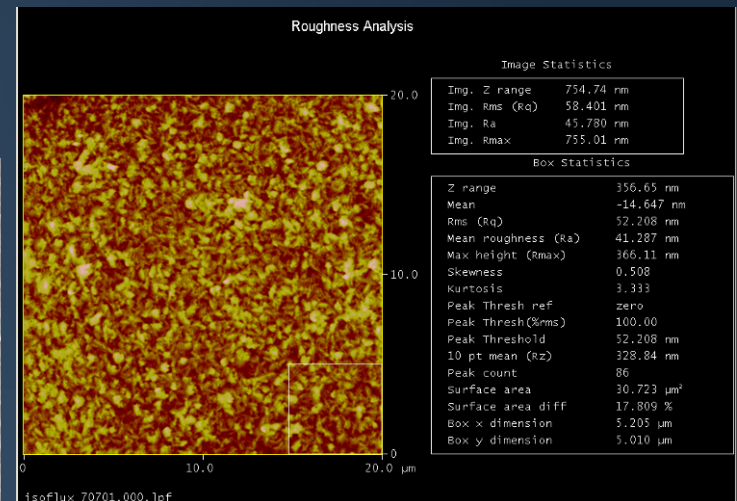 Roughness Analysis
Image Statistics
Img. Z range 754.74 nm
Img. Rms (Rq) 58.401 nm
Img. Ra 45.780 nm
Img. Rmax 755.01 nm
Box Statistics
Z range 356.65 nm
Mean -14.647 nm
Rms (Rq) 52.208 nm
Mean roughness (Ra) 41.287 nm
Max height (Rmax) 366.11 nm
Skewness 0.508
Kurtosis 3.333
Peak Thresh ref zero
Peak Thresh(%rms) 100.00
Peak Threshold 52.208 nm
10 pt mean (Rz) 328.84 nm
Peak count 86
Surface area 30.723 µm²
Surface area diff 17.809 %
Box x dimension 5.205 µm
Box y dimension 5.010 µm
20.0
10.0
0
0 10.0 20.0 µm
isoflux 70701.000.lpf